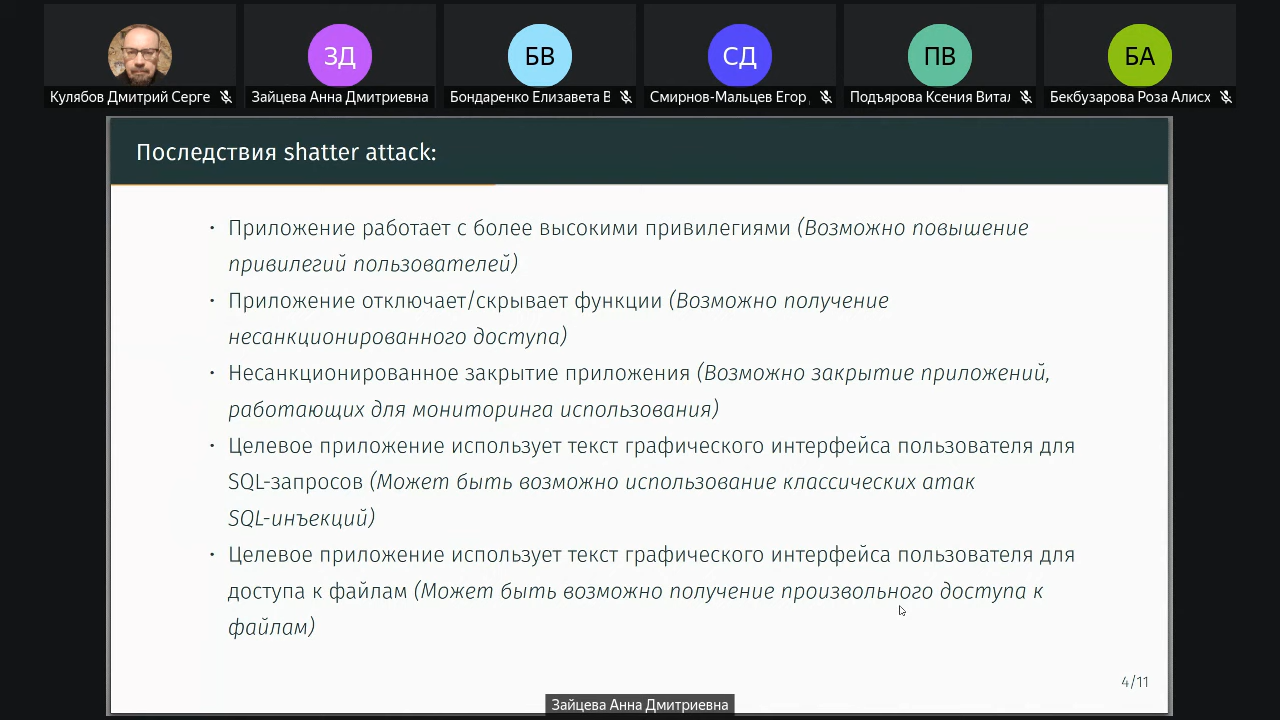 ЗД
БВ
СД
ПВ
БА
Кулябов Дмитрий Серге
Зайцева Анна Дмитриевна
Бондаренко Елизавета В
Смирнов-Мальцев Егор
Подъярова Ксения Витал
Бекбузарова Роза Алисх
Последствия shatter attack:
• Приложение работает с более высокими привилегиями (Возможно повышение
привилегий пользователей)
• Приложение отключает/скрывает функции (Возможно получение
несанкционированного доступа)
• Несанкционированное закрытие приложения (Возможно закрытие приложений,
работающих для мониторинга использования)
• Целевое приложение использует текст графического интерфейса пользователя для
SQL-запросов (Может быть возможно использование классических атак
SQL-инъекций)
• Целевое приложение использует текст графического интерфейса пользователя для
доступа к файлам (Может быть возможно получение произвольного доступа к
файлам)
4/11
Зайцева Анна Дмитриевна